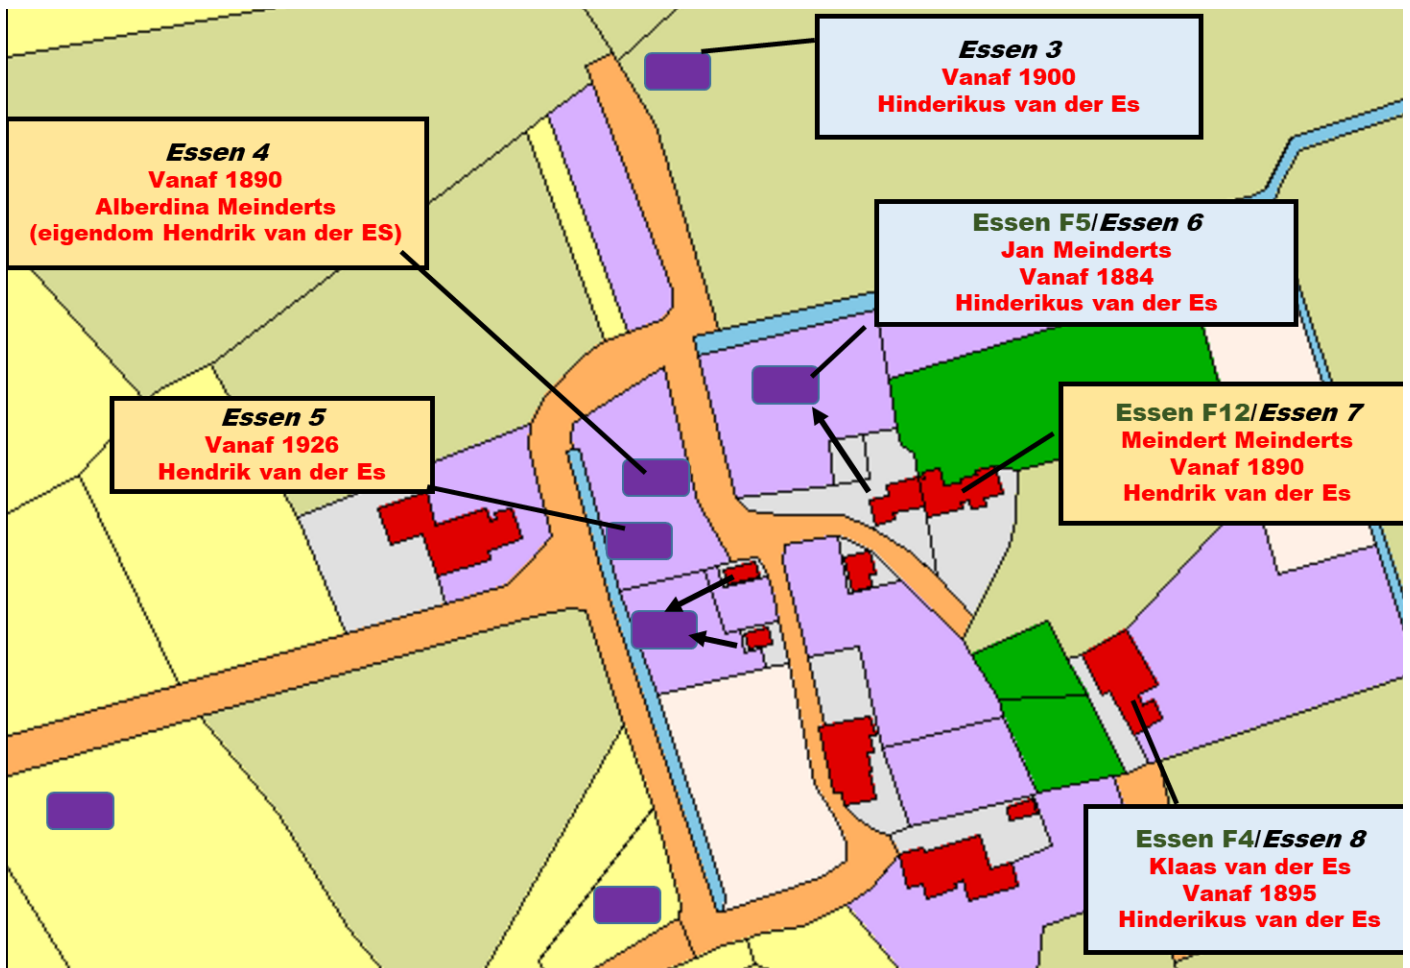 Essen 3
Vanaf 1900
Hinderikus van der Es
Essen 4
Vanaf 1890
Alberdina Meinderts
(eigendom Hendrik van der ES)
Essen F5/Essen 6
Jan Meinderts
Vanaf 1884
Hinderikus van der Es
Essen 5
Vanaf 1926
Hendrik van der Es
Essen F12/Essen 7
Meindert Meinderts
Vanaf 1890
Hendrik van der Es
Essen F4/Essen 8
Klaas van der Es
Vanaf 1895
Hinderikus van der Es